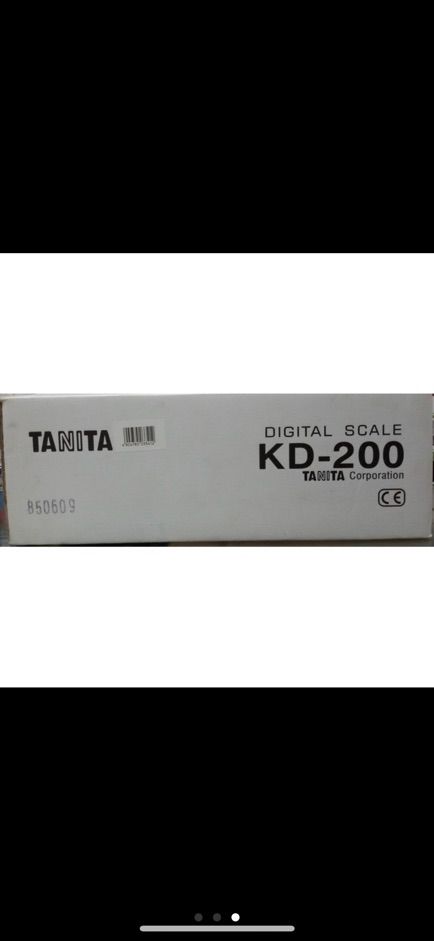 TANITA
DIGITAL SCALE
KD-200
TANITA Corporation
CE
850609